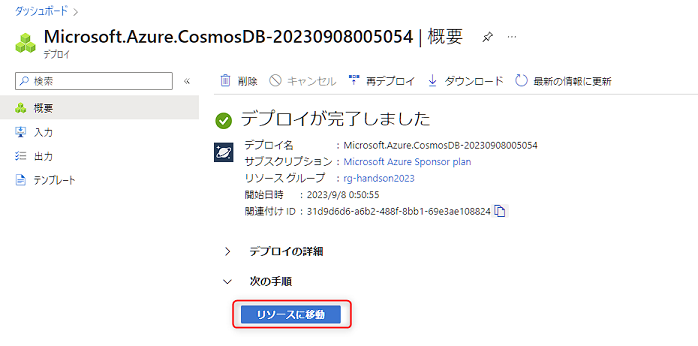 ダッシュボード >
Microsoft.Azure.CosmosDB-20230908005054 | 概要 ...
デプロイ
検索 «
削除 キャンセル 再デプロイ ダウンロード 最新の情報に更新
概要
入力
出力
テンプレート
デプロイが完了しました
デプロイ名 : Microsoft.Azure.CosmosDB-20230908005054
サブスクリプション : Microsoft Azure Sponsor plan
リソース グループ : rg-handson2023
開始日時 : 2023/9/8 0:50:55
関連付け ID : 31d9d6d6-a6b2-488f-8bb1-69e3ae108824
デプロイの詳細
次の手順
リソースに移動